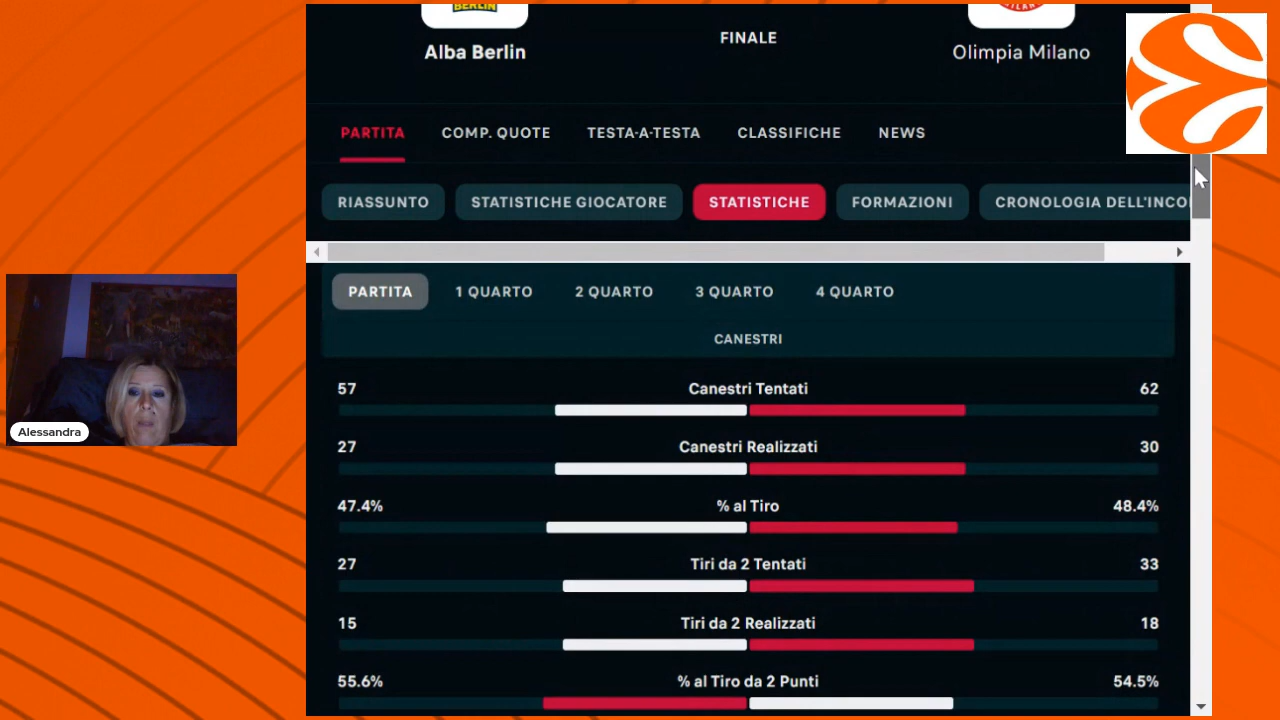 BERLIN
MILAN
Alba Berlin
FINALE
Olimpia Milano
PARTITA COMP. QUOTE TESTA-A-TESTA CLASSIFICHE NEWS
RIASSUNTO STATISTICHE GIOCATORE STATISTICHE FORMAZIONI CRONOLOGIA DELL'INCO
PARTITA 1 QUARTO 2 QUARTO 3 QUARTO 4 QUARTO
CANESTRI
57 Canestri Tentati 62
27 Canestri Realizzati 30
47.4% % al Tiro 48.4%
27 Tiri da 2 Tentati 33
15 Tiri da 2 Realizzati 18
55.6% % al Tiro da 2 Punti 54.5%
Alessandra